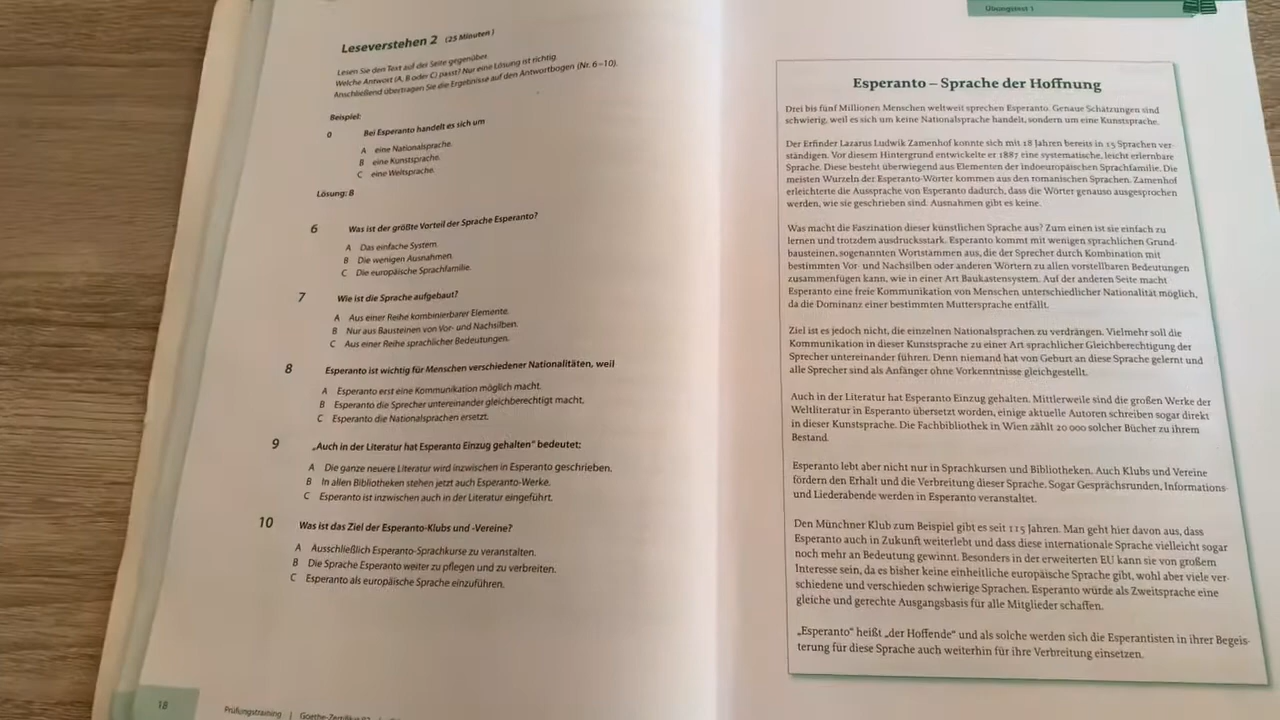 Leseverstehen 2 (25 Minuten)
Lesen Sie den Text auf der Seite gegenüber.
Welche Antwort (A, B oder C) passt? Nur eine Lösung ist richtig.
Anschließend übertragen Sie die Ergebnisse auf den Antwortbogen (Nr. 6–10).
Beispiel:
0 Bei Esperanto handelt es sich um
A eine Nationalsprache.
B eine Kunstsprache.
C eine Weltsprache.
Lösung: B
6 Was ist der größte Vorteil der Sprache Esperanto?
A Das einfache System.
B Die wenigen Ausnahmen.
C Die europäische Sprachfamilie.
7 Wie ist die Sprache aufgebaut?
A Aus einer Reihe kombinierbarer Elemente.
B Nur aus Bausteinen von Vor- und Nachsilben.
C Aus einer Reihe sprachlicher Bedeutungen.
8 Esperanto ist wichtig für Menschen verschiedener Nationalitäten, weil
A Esperanto erst eine Kommunikation möglich macht.
B Esperanto die Sprecher untereinander gleichberechtigt macht.
C Esperanto die Nationalsprachen ersetzt.
9 „Auch in der Literatur hat Esperanto Einzug gehalten" bedeutet:
A Die ganze neuere Literatur wird inzwischen in Esperanto geschrieben.
B In allen Bibliotheken stehen jetzt auch Esperanto-Werke.
C Esperanto ist inzwischen auch in der Literatur eingeführt.
10 Was ist das Ziel der Esperanto-Klubs und -Vereine?
A Ausschließlich Esperanto-Sprachkurse zu veranstalten.
B Die Sprache Esperanto weiter zu pflegen und zu verbreiten.
C Esperanto als europäische Sprache einzuführen.
18 Prüfungstraining | Goethe-Zertifikat
Übungstest 1
Esperanto – Sprache der Hoffnung
Drei bis fünf Millionen Menschen weltweit sprechen Esperanto. Genaue Schätzungen sind
schwierig, weil es sich um keine Nationalsprache handelt, sondern um eine Kunstsprache.
Der Erfinder Lazarus Ludwik Zamenhof konnte sich mit 18 Jahren bereits in 15 Sprachen ver-
ständigen. Vor diesem Hintergrund entwickelte er 1887 eine systematische, leicht erlernbare
Sprache. Diese besteht überwiegend aus Elementen der indoeuropäischen Sprachfamilie. Die
meisten Wurzeln der Esperanto-Wörter kommen aus den romanischen Sprachen. Zamenhof
erleichterte die Aussprache von Esperanto dadurch, dass die Wörter genauso ausgesprochen
werden, wie sie geschrieben sind. Ausnahmen gibt es keine.
Was macht die Faszination dieser künstlichen Sprache aus? Zum einen ist sie einfach zu
lernen und trotzdem ausdrucksstark. Esperanto kommt mit wenigen sprachlichen Grund-
bausteinen, sogenannten Wortstämmen aus, die der Sprecher durch Kombination mit
bestimmten Vor- und Nachsilben oder anderen Wörtern zu allen vorstellbaren Bedeutungen
zusammenfügen kann, wie in einer Art Baukastensystem. Auf der anderen Seite macht
Esperanto eine freie Kommunikation von Menschen unterschiedlicher Nationalität möglich,
da die Dominanz einer bestimmten Muttersprache entfällt.
Ziel ist es jedoch nicht, die einzelnen Nationalsprachen zu verdrängen. Vielmehr soll die
Kommunikation in dieser Kunstsprache zu einer Art sprachlicher Gleichberechtigung der
Sprecher untereinander führen. Denn niemand hat von Geburt an diese Sprache gelernt und
alle Sprecher sind als Anfänger ohne Vorkenntnisse gleichgestellt.
Auch in der Literatur hat Esperanto Einzug gehalten. Mittlerweile sind die großen Werke der
Weltliteratur in Esperanto übersetzt worden, einige aktuelle Autoren schreiben sogar direkt
in dieser Kunstsprache. Die Fachbibliothek in Wien zählt 20 000 solcher Bücher zu ihrem
Bestand.
Esperanto lebt aber nicht nur in Sprachkursen und Bibliotheken. Auch Klubs und Vereine
fördern den Erhalt und die Verbreitung dieser Sprache. Sogar Gesprächsrunden, Informations-
und Liederabende werden in Esperanto veranstaltet.
Den Münchner Klub zum Beispiel gibt es seit 115 Jahren. Man geht hier davon aus, dass
Esperanto auch in Zukunft weiterlebt und dass diese internationale Sprache vielleicht sogar
noch mehr an Bedeutung gewinnt. Besonders in der erweiterten EU kann sie von großem
Interesse sein, da es bisher keine einheitliche europäische Sprache gibt, wohl aber viele ver-
schiedene und verschieden schwierige Sprachen. Esperanto würde als Zweitsprache eine
gleiche und gerechte Ausgangsbasis für alle Mitglieder schaffen.
„Esperanto" heißt „der Hoffende" und als solche werden sich die Esperantisten in ihrer Begeis-
terung für diese Sprache auch weiterhin für ihre Verbreitung einsetzen.